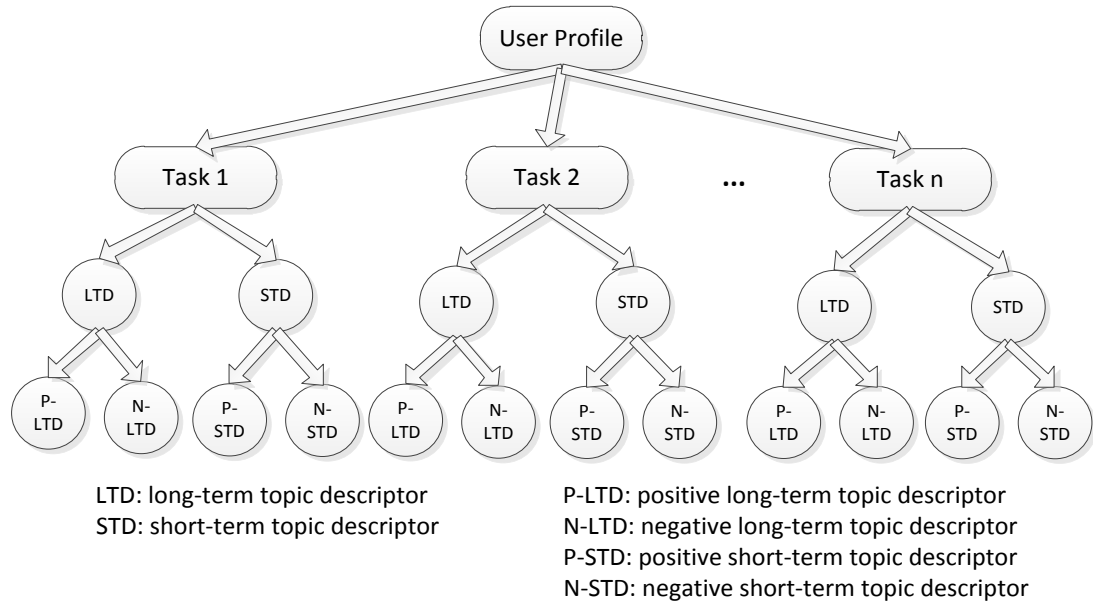 User Profile
Task 1
Task 2
...
Task n
LTD
STD
LTD
STD
LTD
STD
P-
LTD
N-
LTD
P-
STD
N-
STD
P-
LTD
N-
LTD
P-
STD
N-
STD
P-
LTD
N-
LTD
P-
STD
N-
STD
LTD: long-term topic descriptor
STD: short-term topic descriptor
P-LTD: positive long-term topic descriptor
N-LTD: negative long-term topic descriptor
P-STD: positive short-term topic descriptor
N-STD: negative short-term topic descriptor